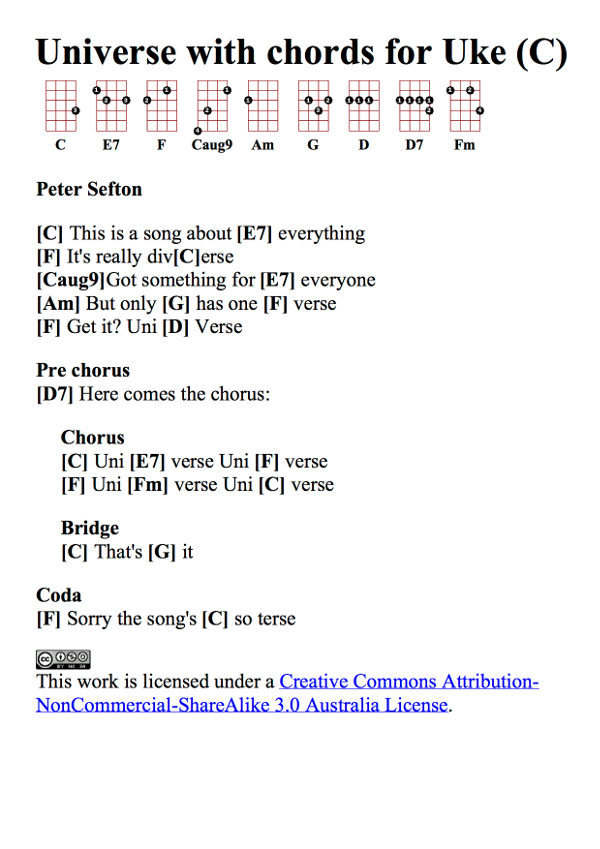 Universe with chords for Uke (C)
C E7 F Caug9 Am G D D7 Fm
Peter Sefton
[C] This is a song about [E7] everything
[F] It's really div[C]erse
[Caug9]Got something for [E7] everyone
[Am] But only [G] has one [F] verse
[F] Get it? Uni [D] Verse
Pre chorus
[D7] Here comes the chorus:
Chorus
[C] Uni [E7] verse Uni [F] verse
[F] Uni [Fm] verse Uni [C] verse
Bridge
[C] That's [G] it
Coda
[F] Sorry the song's [C] so terse
cc BY NC SA
This work is licensed under a Creative Commons Attribution-
NonCommercial-ShareAlike 3.0 Australia License.